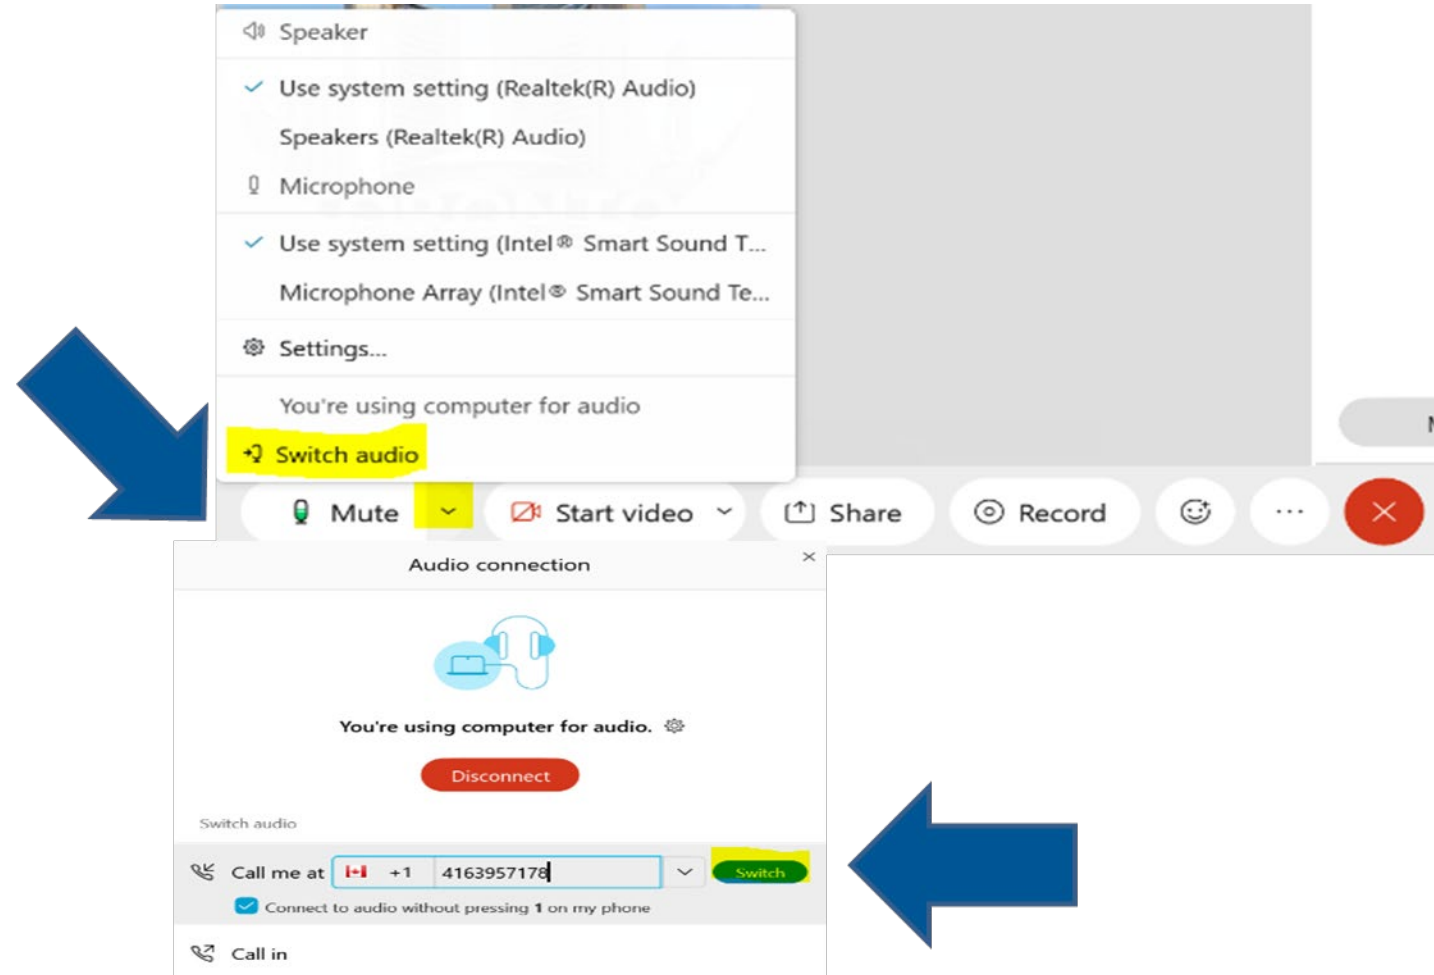 Speaker
Use system setting (Realtek(R) Audio)
Speakers (Realtek(R) Audio)
Microphone
Use system setting (Intel® Smart Sound T...
Microphone Array (Intel® Smart Sound Te...
Settings...
You're using computer for audio
Switch audio
Mute Start video Share Record ...
Audio connection
You're using computer for audio.
Disconnect
Switch audio
Call me at +1 4163957178 Switch
Connect to audio without pressing 1 on my phone
Call in